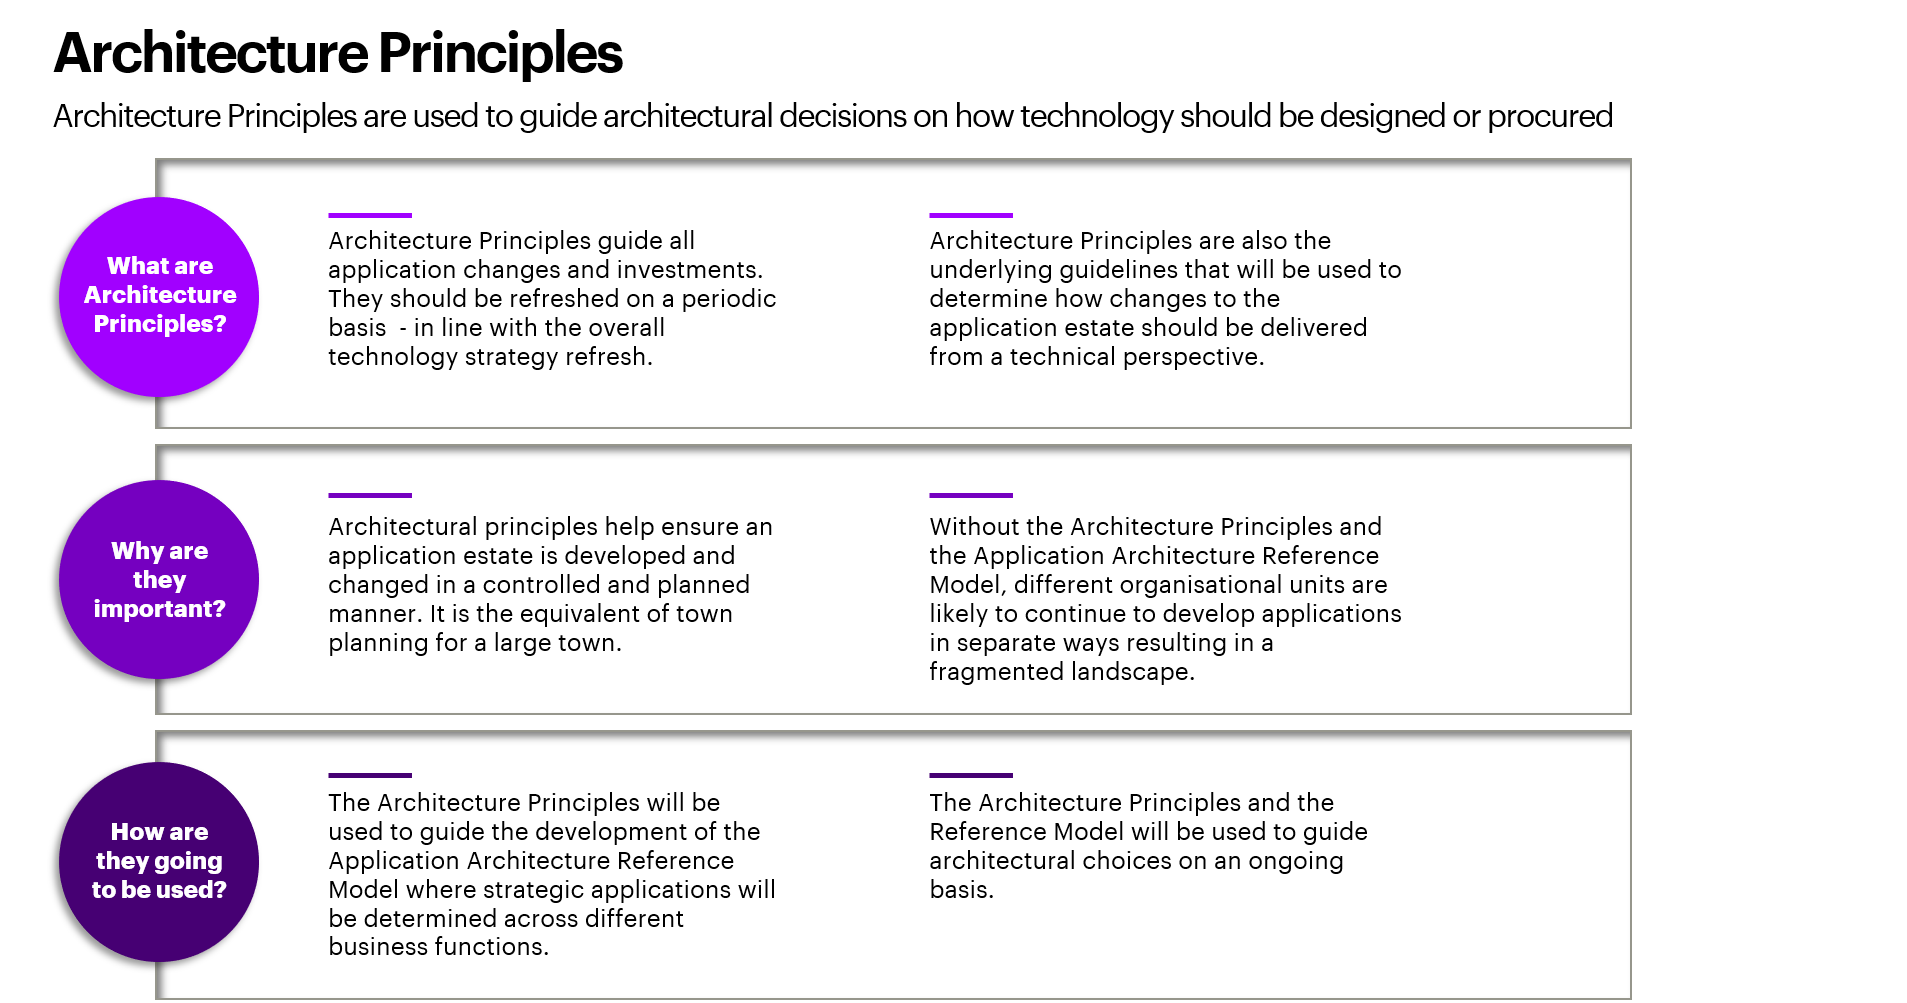 Architecture Principles
Architecture Principles are used to guide architectural decisions on how technology should be designed or procured
What are
Architecture
Principles?
Architecture Principles guide all
application changes and investments.
They should be refreshed on a periodic
basis  - in line with the overall
technology strategy refresh.
Architecture Principles are also the
underlying guidelines that will be used to
determine how changes to the
application estate should be delivered
from a technical perspective.
Why are
they
important?
Architectural principles help ensure an
application estate is developed and
changed in a controlled and planned
manner. It is the equivalent of town
planning for a large town.
Without the Architecture Principles and
the Application Architecture Reference
Model, different organisational units are
likely to continue to develop applications
in separate ways resulting in a
fragmented landscape.
How are
they going
to be used?
The Architecture Principles will be
used to guide the development of the
Application Architecture Reference
Model where strategic applications will
be determined across different
business functions.
The Architecture Principles and the
Reference Model will be used to guide
architectural choices on an ongoing
basis.